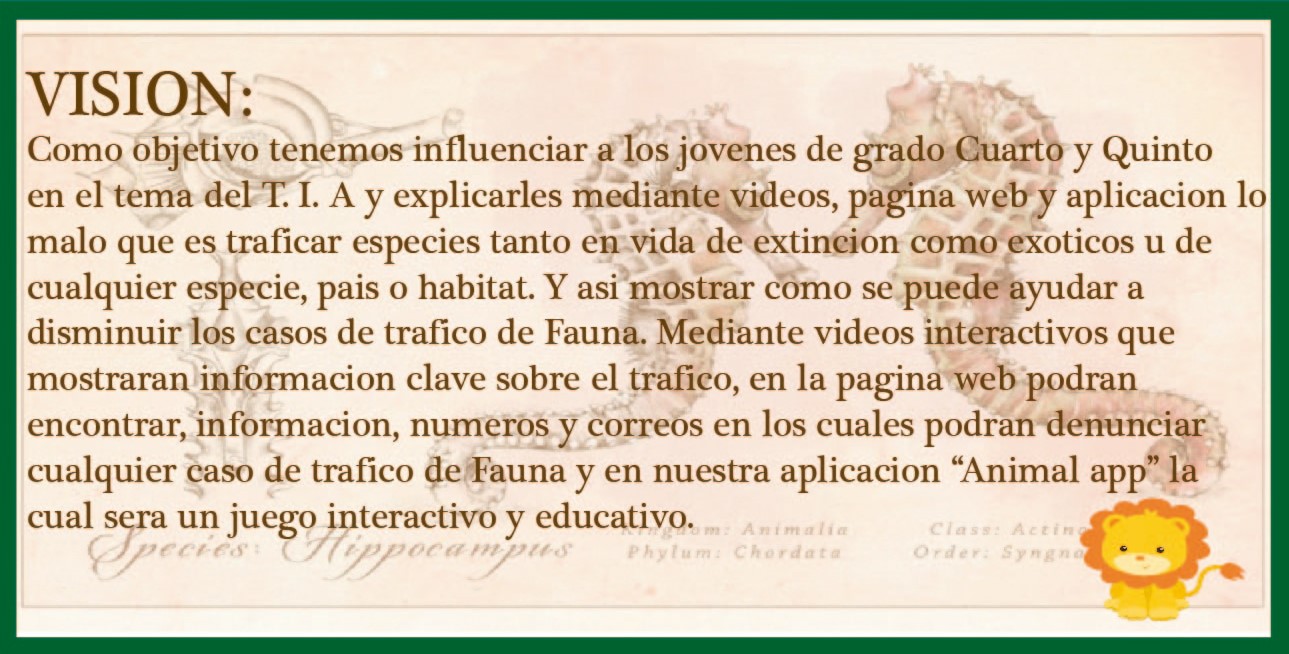 VISION:
Como objetivo tenemos influenciar a los jovenes de grado Cuarto y Quinto
en el tema del T. I. A y explicarles mediante videos, pagina web y aplicacion lo
malo que es traficar especies tanto en vida de extincion como exoticos u de
cualquier especie, pais o habitat. Y asi mostrar como se puede ayudar a
disminuir los casos de trafico de Fauna. Mediante videos interactivos que
mostraran informacion clave sobre el trafico, en la pagina web podran
encontrar, informacion, numeros y correos en los cuales podran denunciar
cualquier caso de trafico de Fauna y en nuestra aplicacion “Animal app” la
cual sera un juego interactivo y educativo.
Species: Hippocampus
Kingdom: Animalia
Phylum: Chordata
Class:
Order: